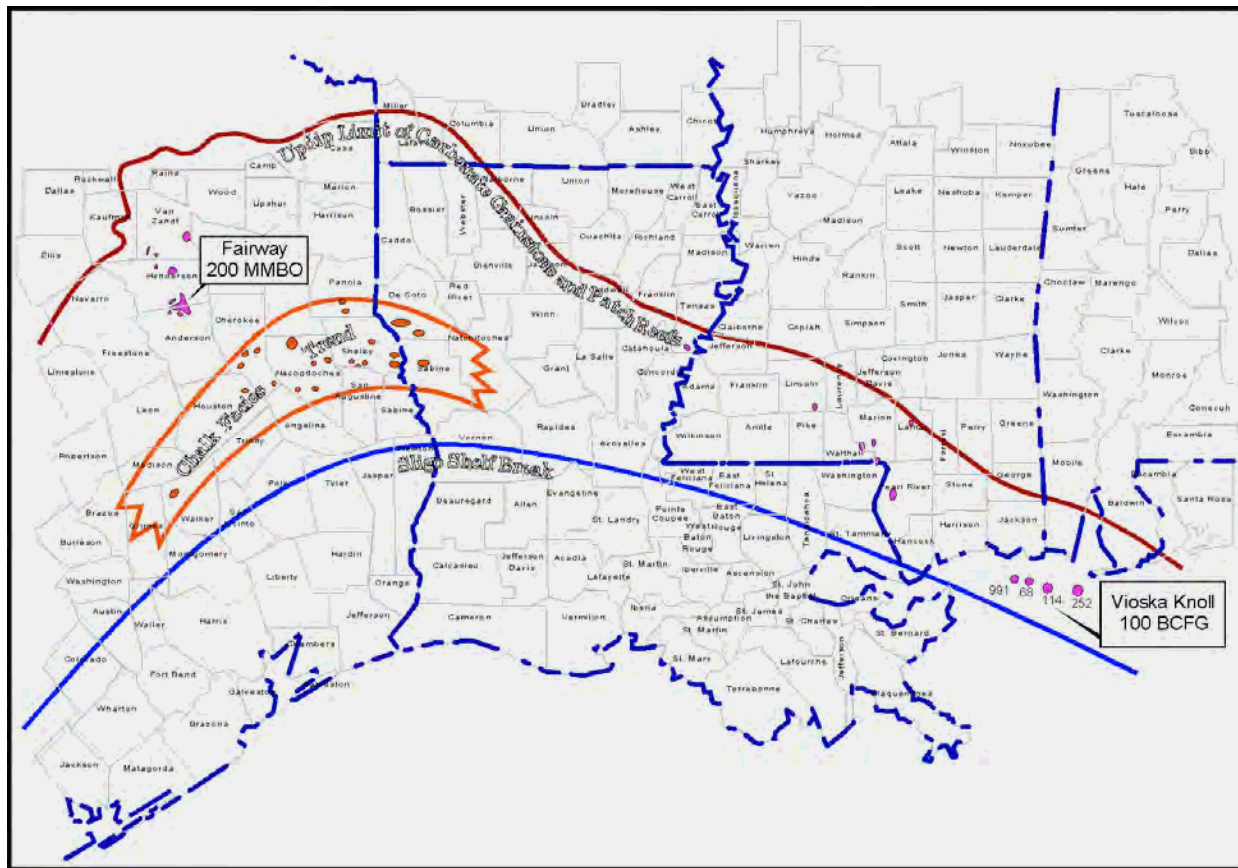 Bradley
Tuscaloosa
Miller
Columbia
Union
Ashley
Chicot
Humphreys
Holmes
Attala
Winston
Noxubee
Bibb
Updip Limit of Carbonate Grainstone and Patch Reefs
Cass
Camp
Sharkey
Greene
Hale
Rockwall
Rains
Dallas
Wood
Upshur
Marion
Claiborne
Union
Morehouse
West Carroll
East Carroll
Issaquena
Yazoo
Leake
Neshoba
Kemper
Perry
Kaufman
Van Zandt
Harrison
Bossier
Webster
Lincoln
Madison
Sumter
Ellis
Caddo
Ouachita
Richland
Madison
Warren
Hinds
Scott
Newton
Lauderdale
Dallas
Fairway
200 MMBO
Henderson
Panola
De Soto
Red River
Bienville
Jackson
Caldwell
Franklin
Tensas
Rankin
Smith
Jasper
Clarke
Choctaw
Marengo
Navarro
Wilcox
Anderson
Cherokee
Natchitoches
Winn
Claiborne
Copiah
Simpson
Clarke
Freestone
Trend
Shelby
Sabine
Grant
La Salle
Catahoula
Concordia
Jefferson
Covington
Jones
Wayne
Monroe
Limestone
Nacogdoches
San Augustine
Adams
Franklin
Lincoln
Lawrence
Jefferson Davis
Washington
Conecuh
Leon
Houston
Chalk Facies
Angelina
Sabine
Marion
Lamar
Forrest
Perry
Greene
Escambia
Robertson
Madison
Trinity
Vernon
Rapides
Avoyelles
Wilkinson
Amite
Pike
Walthall
George
Mobile
Escambia
Sligo Shelf Break
Polk
Tyler
Jasper
Newton
West Feliciana
East Feliciana
St. Helena
Washington
Pearl River
Stone
Baldwin
Santa Rosa
Brazos
Grimes
Walker
San Jacinto
Beauregard
Allen
Evangeline
St. Landry
Pointe Coupee
West Baton Rouge
East Baton Rouge
Livingston
Tangipahoa
St. Tammany
Hancock
Harrison
Jackson
Burleson
Montgomery
Hardin
Calcasieu
Jefferson Davis
Acadia
Lafayette
St. Martin
Iberville
Ascension
Washington
Liberty
Orange
St. John the Baptist
Orleans
991
68
114
252
Vioska Knoll
100 BCFG
Austin
Waller
Harris
Jefferson
Cameron
Vermilion
Iberia
Assumption
St. James
St. Charles
St. Martin
St. Bernard
Colorado
Chambers
St. Mary
Lafourche
Jefferson
Fort Bend
Galveston
Galveston
Terrebonne
Plaquemines
Wharton
Brazoria
Jackson
Matagorda